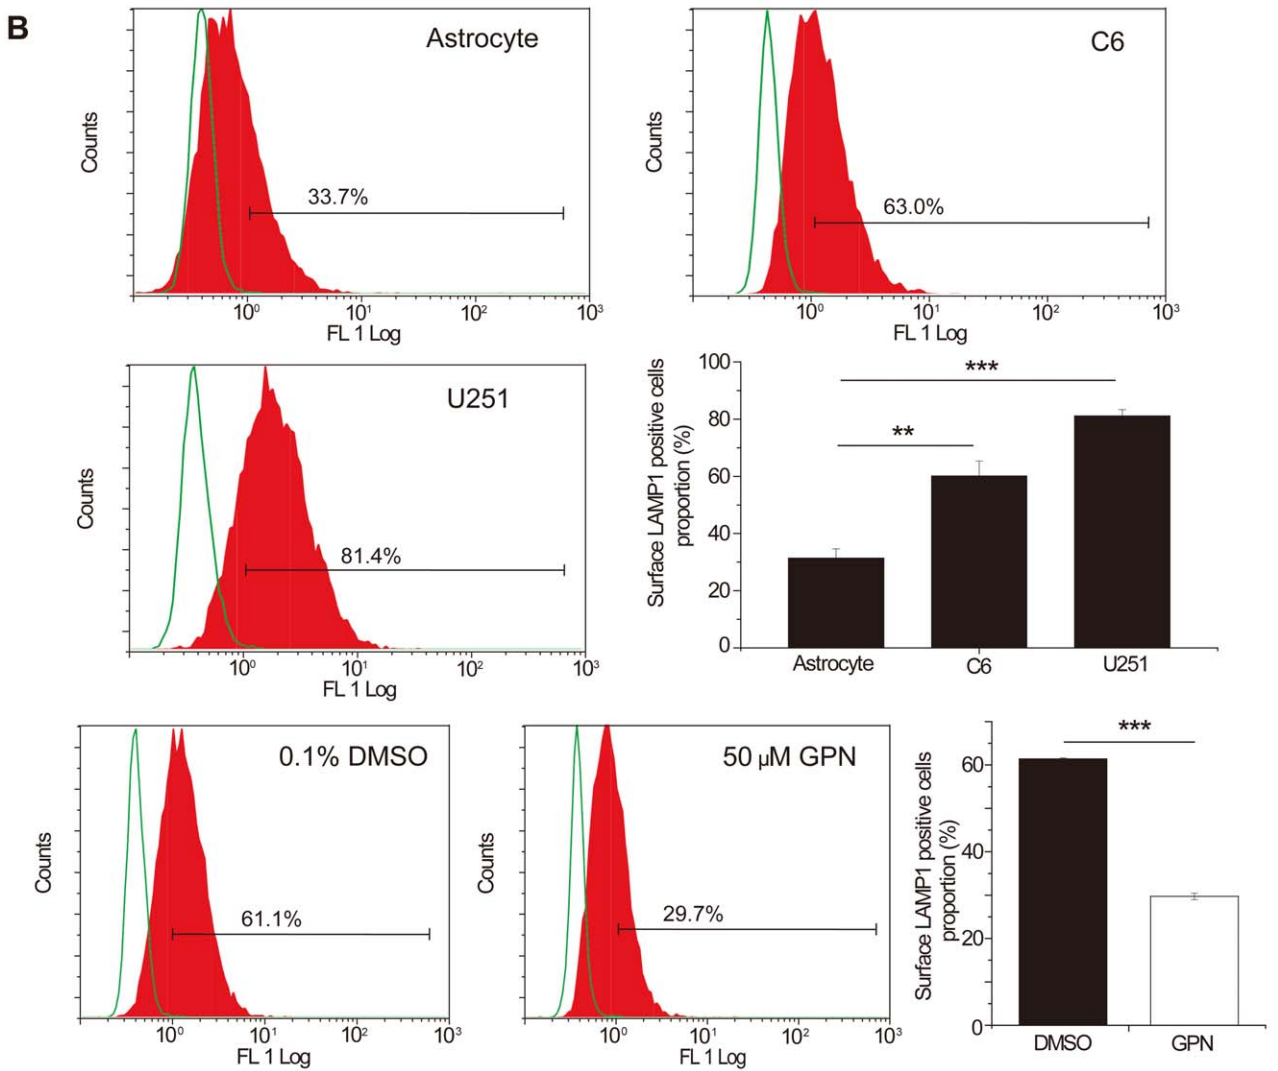 B
Astrocyte
Counts
33.7%
10⁰ 10¹ 10² 10³
FL 1 Log
C6
Counts
63.0%
10⁰ 10¹ 10² 10³
FL 1 Log
U251
Counts
81.4%
10⁰ 10¹ 10² 10³
FL 1 Log
Surface LAMP1 positive cells
proportion (%)
100
80
60
40
20
0
***
**
Astrocyte C6 U251
0.1% DMSO
Counts
61.1%
10⁰ 10¹ 10² 10³
FL 1 Log
50 µM GPN
Counts
29.7%
10⁰ 10¹ 10² 10³
FL 1 Log
Surface LAMP1 positive cells
proportion (%)
60
40
20
0
***
DMSO GPN